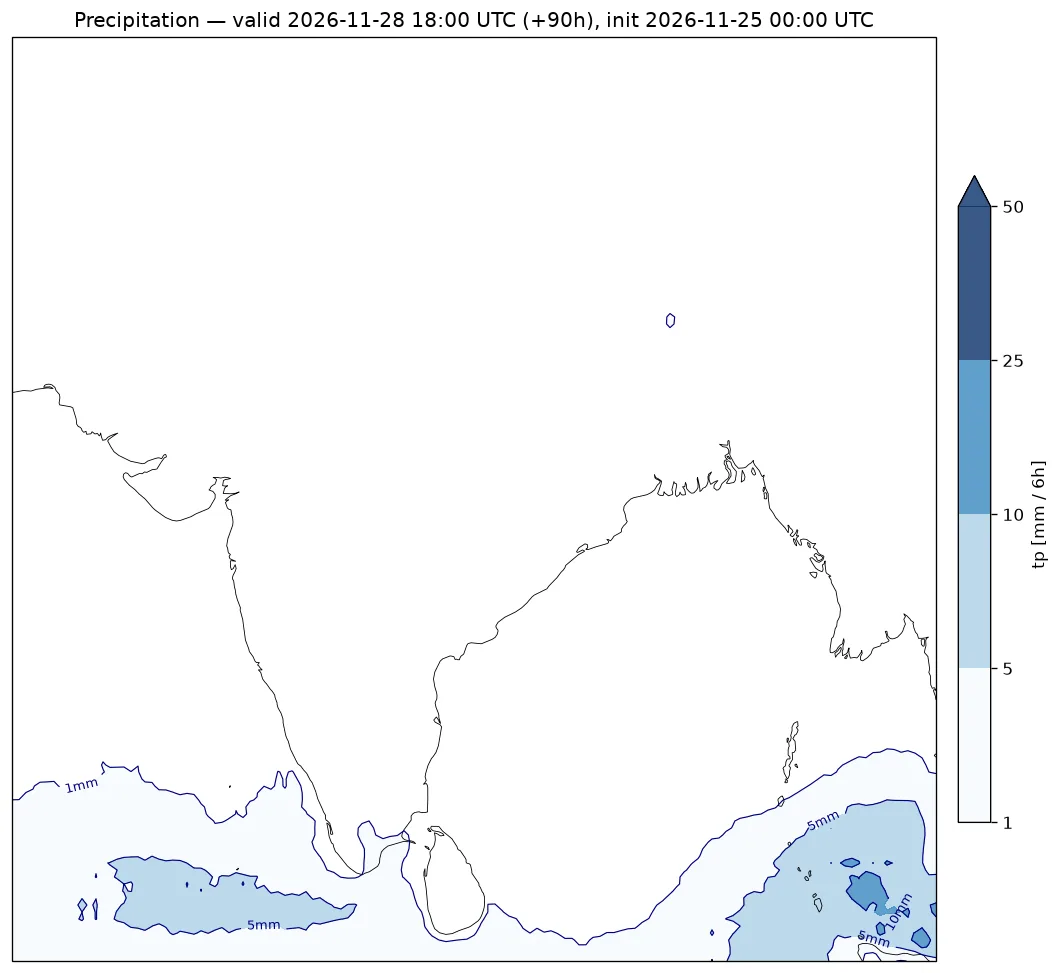 Precipitation — valid 2026-11-28 18:00 UTC (+90h), init 2026-11-25 00:00 UTC
50
25
10
5
1
tp [mm / 6h]
1mm
5mm
5mm
10mm
5mm